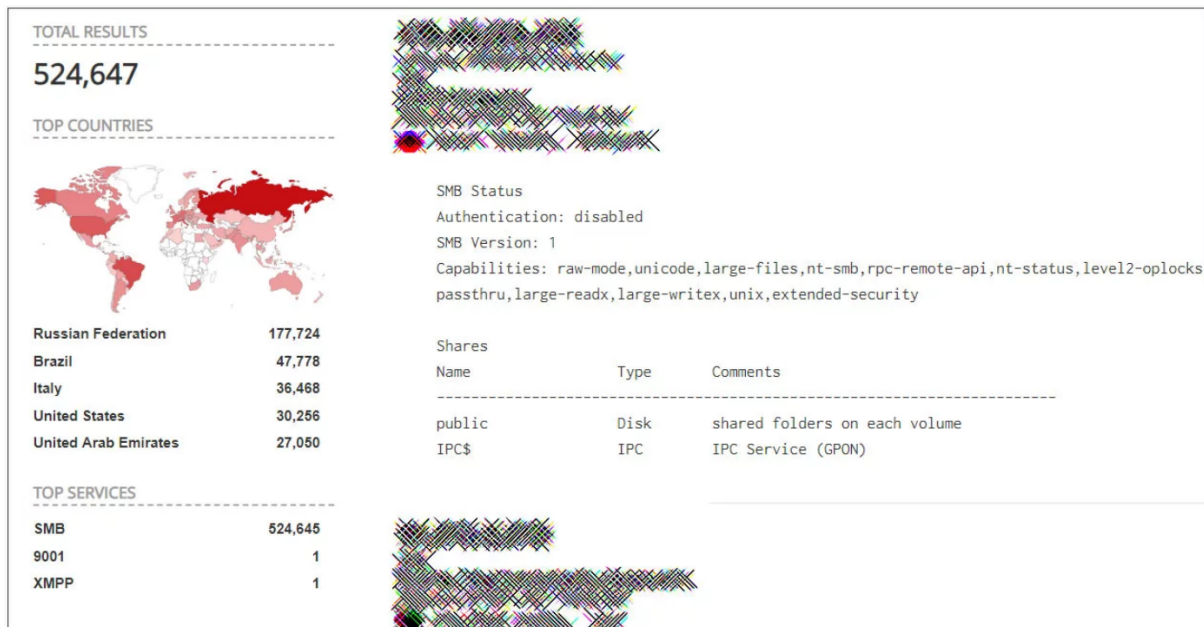 TOTAL RESULTS
524,647
TOP COUNTRIES
Russian Federation 177,724
Brazil 47,778
Italy 36,468
United States 30,256
United Arab Emirates 27,050
TOP SERVICES
SMB 524,645
9001 1
XMPP 1
SMB Status
Authentication: disabled
SMB Version: 1
Capabilities: raw-mode,unicode,large-files,nt-smb,rpc-remote-api,nt-status,level2-oplocks
passthru,large-readx,large-writex,unix,extended-security
Shares
Name Type Comments
------------------------------------------------------------------------
public Disk shared folders on each volume
IPC$ IPC IPC Service (GPON)